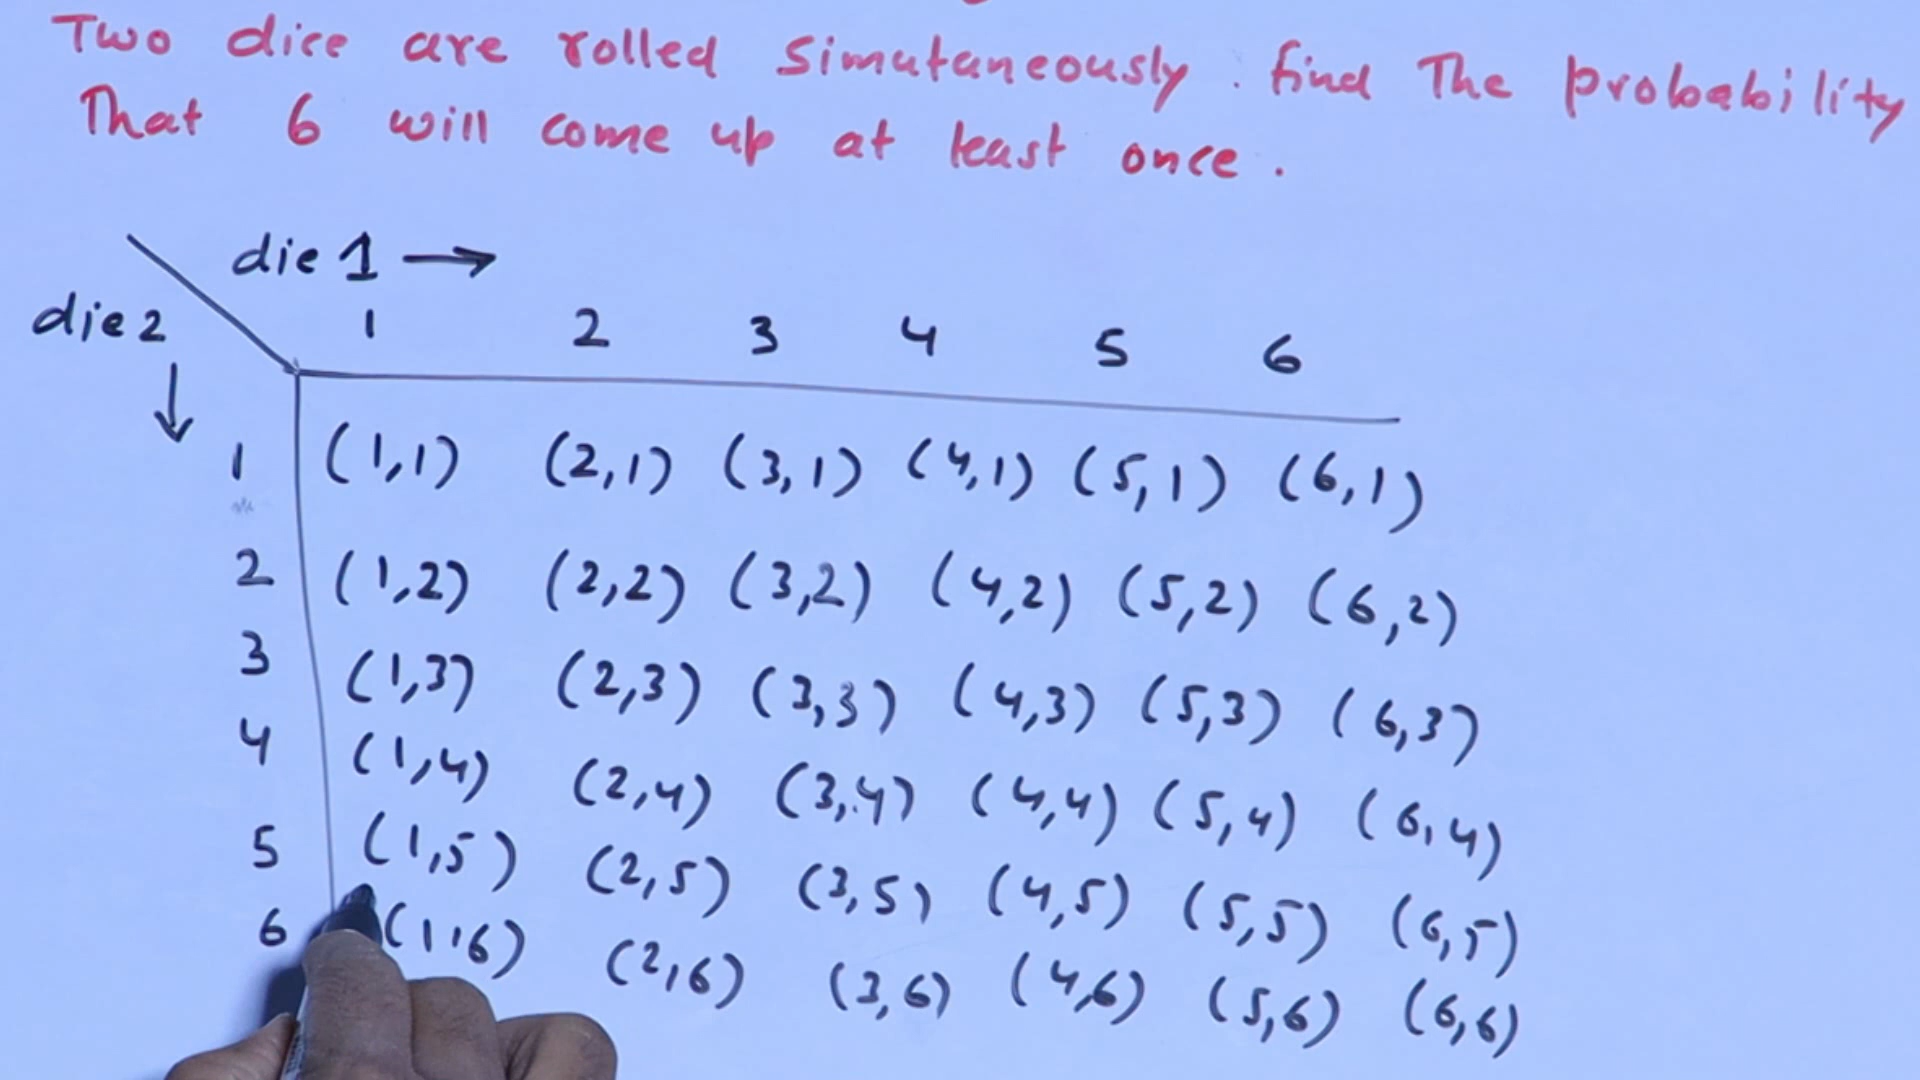 Two dice are rolled Simutaneously. find The probability
That 6 will come up at least once.
die 1 →
die 2 ↓
1 2 3 4 5 6
1 (1,1) (2,1) (3,1) (4,1) (5,1) (6,1)
2 (1,2) (2,2) (3,2) (4,2) (5,2) (6,2)
3 (1,3) (2,3) (3,3) (4,3) (5,3) (6,3)
4 (1,4) (2,4) (3,4) (4,4) (5,4) (6,4)
5 (1,5) (2,5) (3,5) (4,5) (5,5) (6,5)
6 (1,6) (2,6) (3,6) (4,6) (5,6) (6,6)